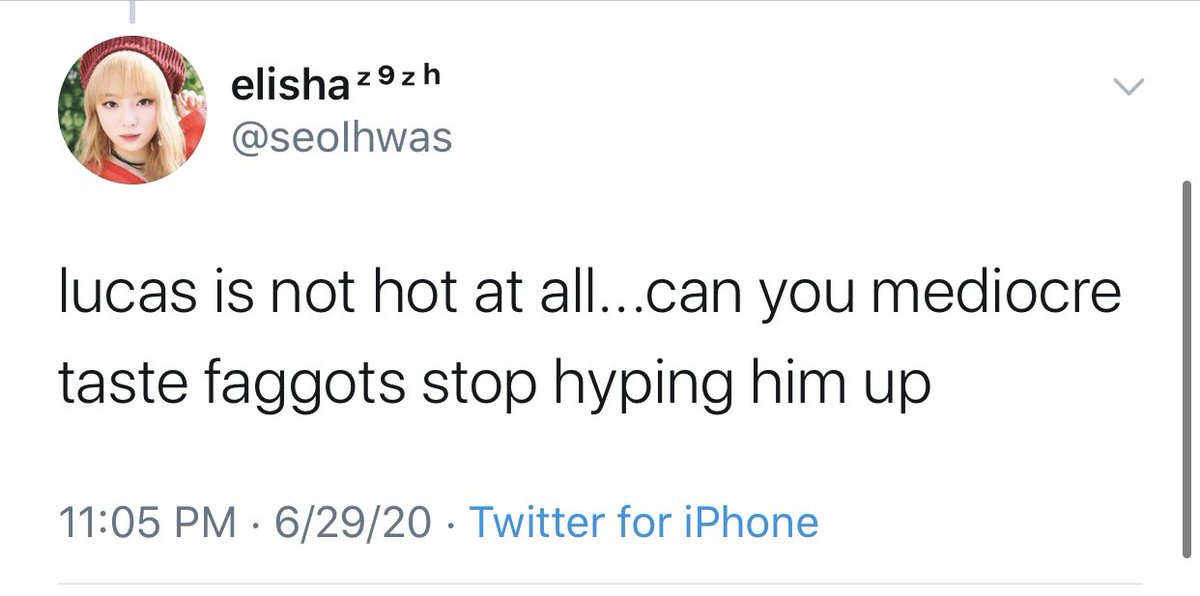 elisha ᶻ⁹ᶻʰ
@seolhwas
lucas is not hot at all...can you mediocre
taste faggots stop hyping him up
11:05 PM · 6/29/20 · Twitter for iPhone